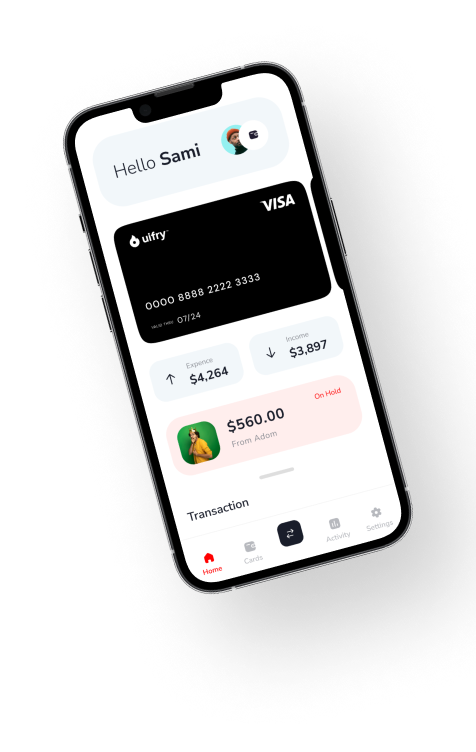 Hello Sami
VISA
uifry™
0000 8888 2222 3333
VALID THRU 07/24
Expence
$4,264
Income
$3,897
On Hold
$560.00
From Adom
Transaction
Home
Cards
Activity
Settings